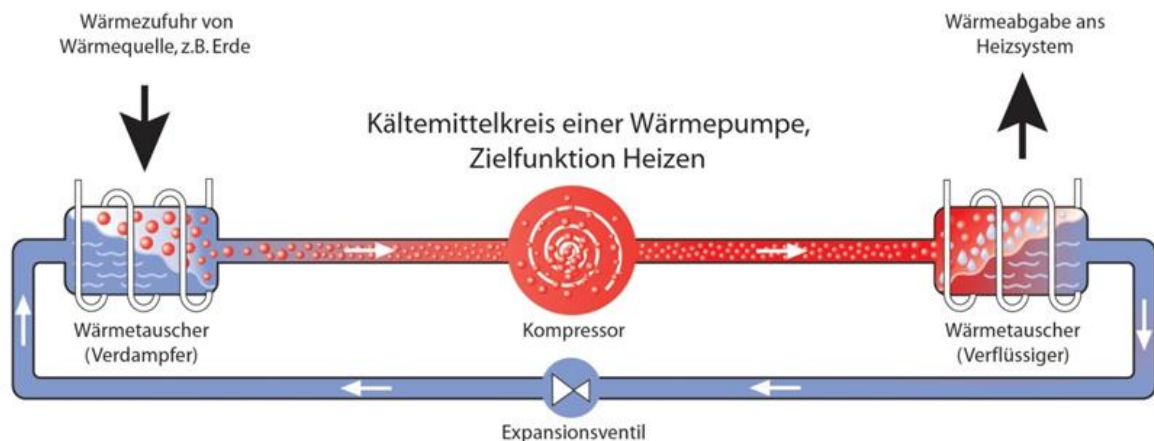 Wärmezufuhr von
Wärmequelle, z.B. Erde
Wärmeabgabe ans
Heizsystem
Kältemittelkreis einer Wärmepumpe,
Zielfunktion Heizen
Wärmetauscher
(Verdampfer)
Kompressor
Wärmetauscher
(Verflüssiger)
Expansionsventil